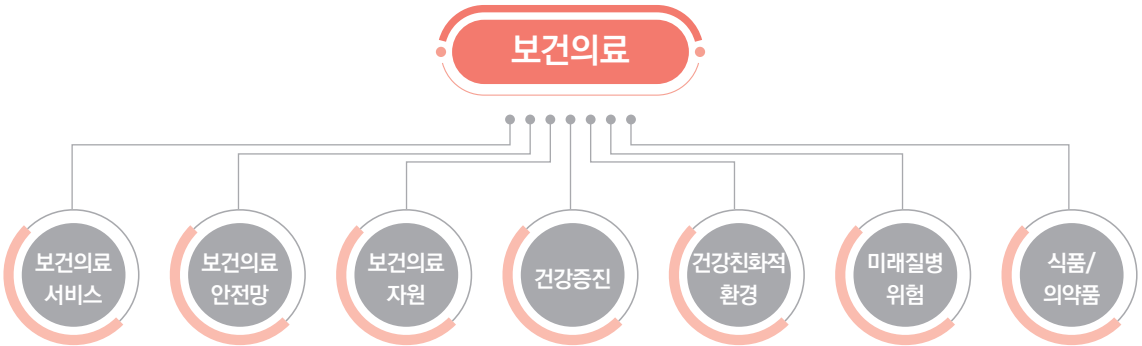 보건의료
보건의료
서비스
보건의료
안전망
보건의료
자원
건강증진
건강친화적
환경
미래질병
위험
식품/
의약품